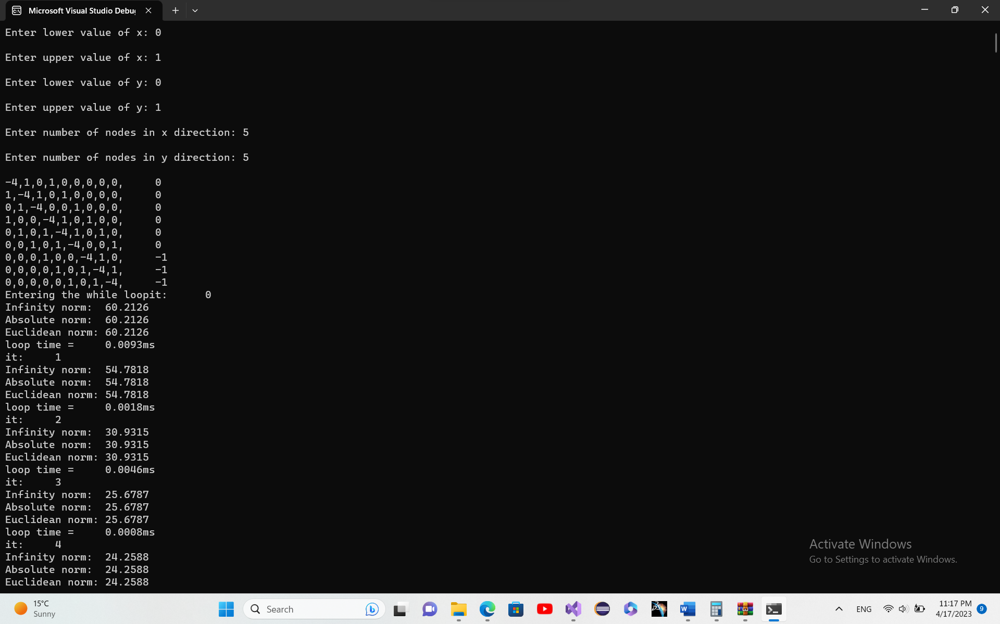 Microsoft Visual Studio Debug
Enter lower value of x: 0
Enter upper value of x: 1
Enter lower value of y: 0
Enter upper value of y: 1
Enter number of nodes in x direction: 5
Enter number of nodes in y direction: 5
-4,1,0,1,0,0,0,0,0,     0
1,-4,1,0,1,0,0,0,0,     0
0,1,-4,0,0,1,0,0,0,     0
1,0,0,-4,1,0,1,0,0,     0
0,1,0,1,-4,1,0,1,0,     0
0,0,1,0,1,-4,0,0,1,     0
0,0,0,1,0,0,-4,1,0,     -1
0,0,0,0,1,0,1,-4,1,     -1
0,0,0,0,0,1,0,1,-4,     -1
Entering the while loopit:      0
Infinity norm:  60.2126
Absolute norm:  60.2126
Euclidean norm: 60.2126
loop time =     0.0093ms
it:     1
Infinity norm:  54.7818
Absolute norm:  54.7818
Euclidean norm: 54.7818
loop time =     0.0018ms
it:     2
Infinity norm:  30.9315
Absolute norm:  30.9315
Euclidean norm: 30.9315
loop time =     0.0046ms
it:     3
Infinity norm:  25.6787
Absolute norm:  25.6787
Euclidean norm: 25.6787
loop time =     0.0008ms
it:     4
Infinity norm:  24.2588
Absolute norm:  24.2588
Euclidean norm: 24.2588
Activate Windows
Go to Settings to activate Windows.
15°C
Sunny
Search
ENG
11:17 PM
4/17/2023
9